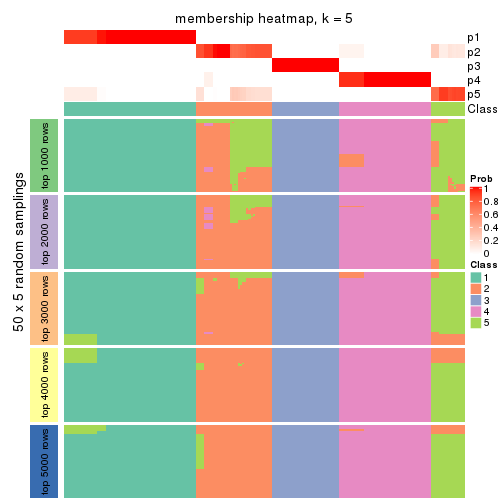 membership heatmap, k = 5
p1
p2
p3
p4
p5
Class
50 x 5 random samplings
top 1000 rows
top 2000 rows
top 3000 rows
top 4000 rows
top 5000 rows
Prob
1
0.8
0.6
0.4
0.2
0
Class
1
2
3
4
5